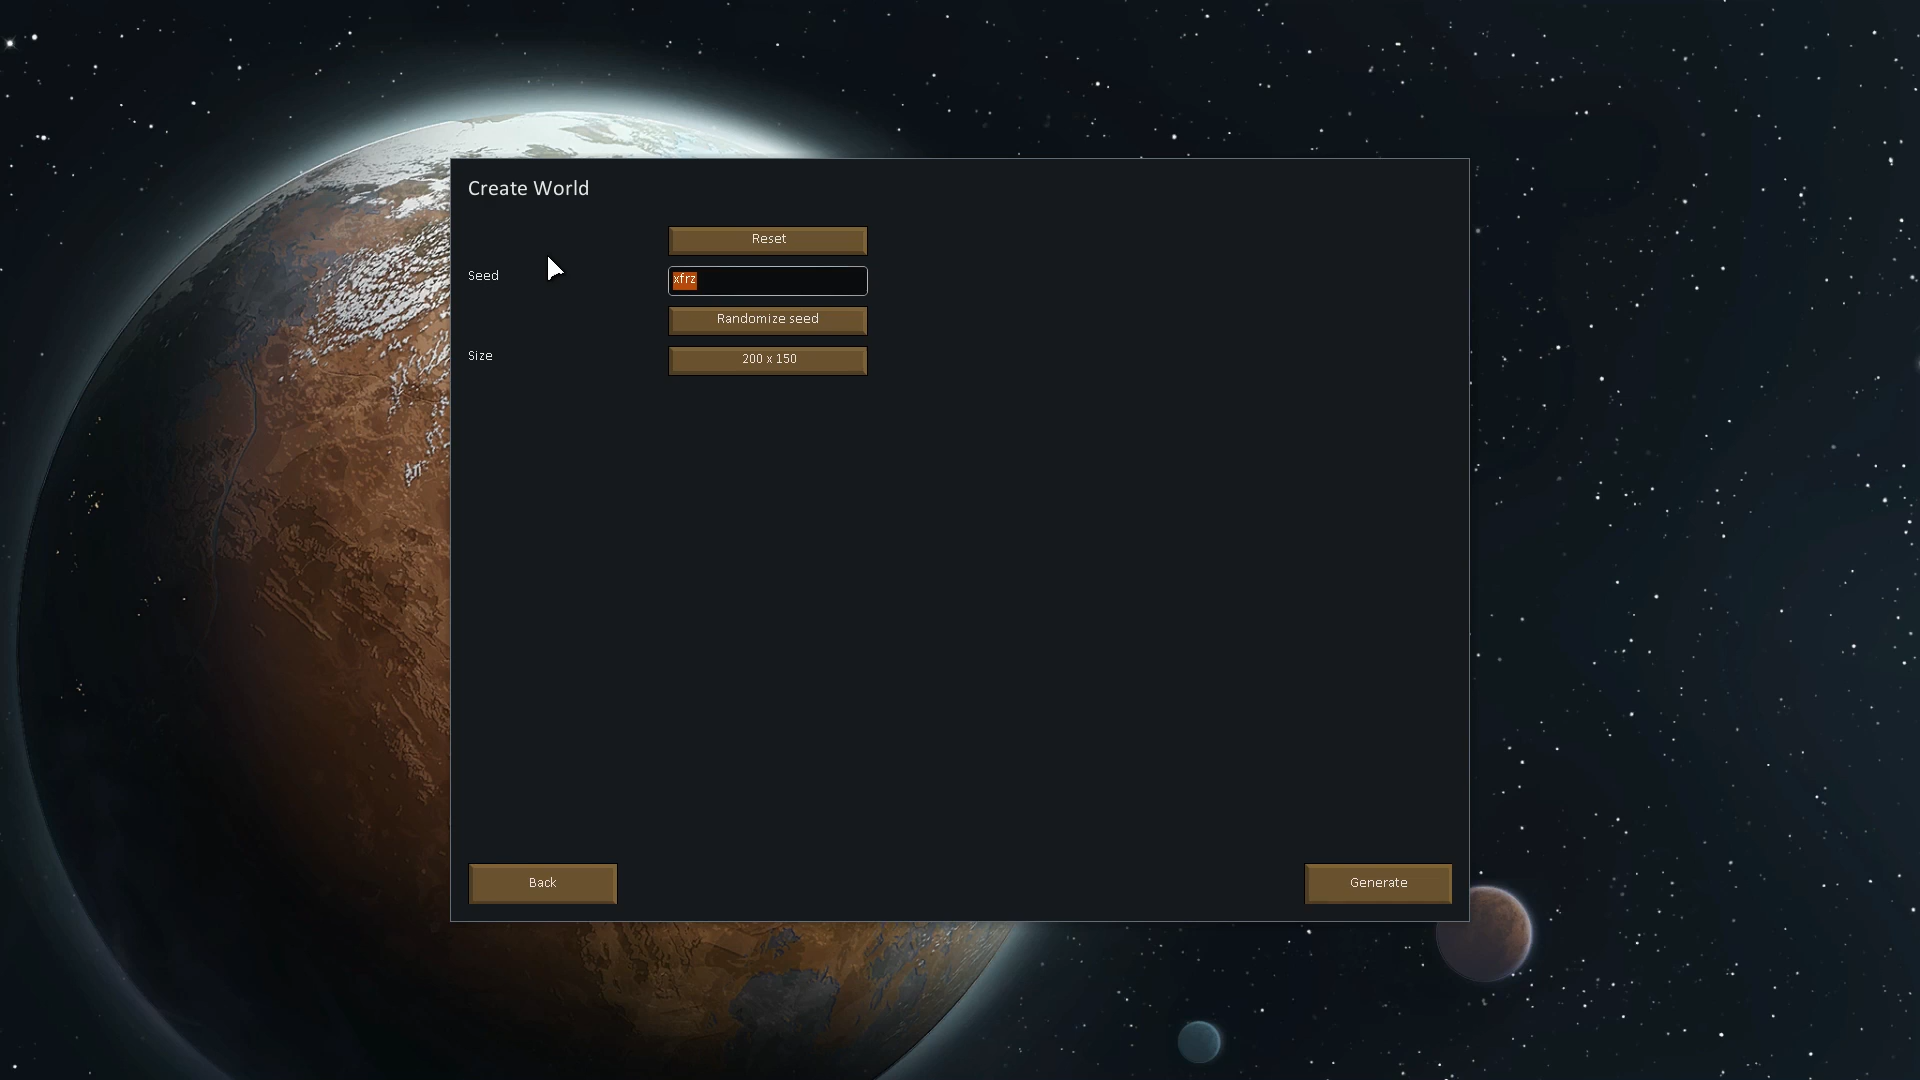 Create World
Reset
Seed
xfrz
Randomize seed
Size
200 x 150
Back
Generate